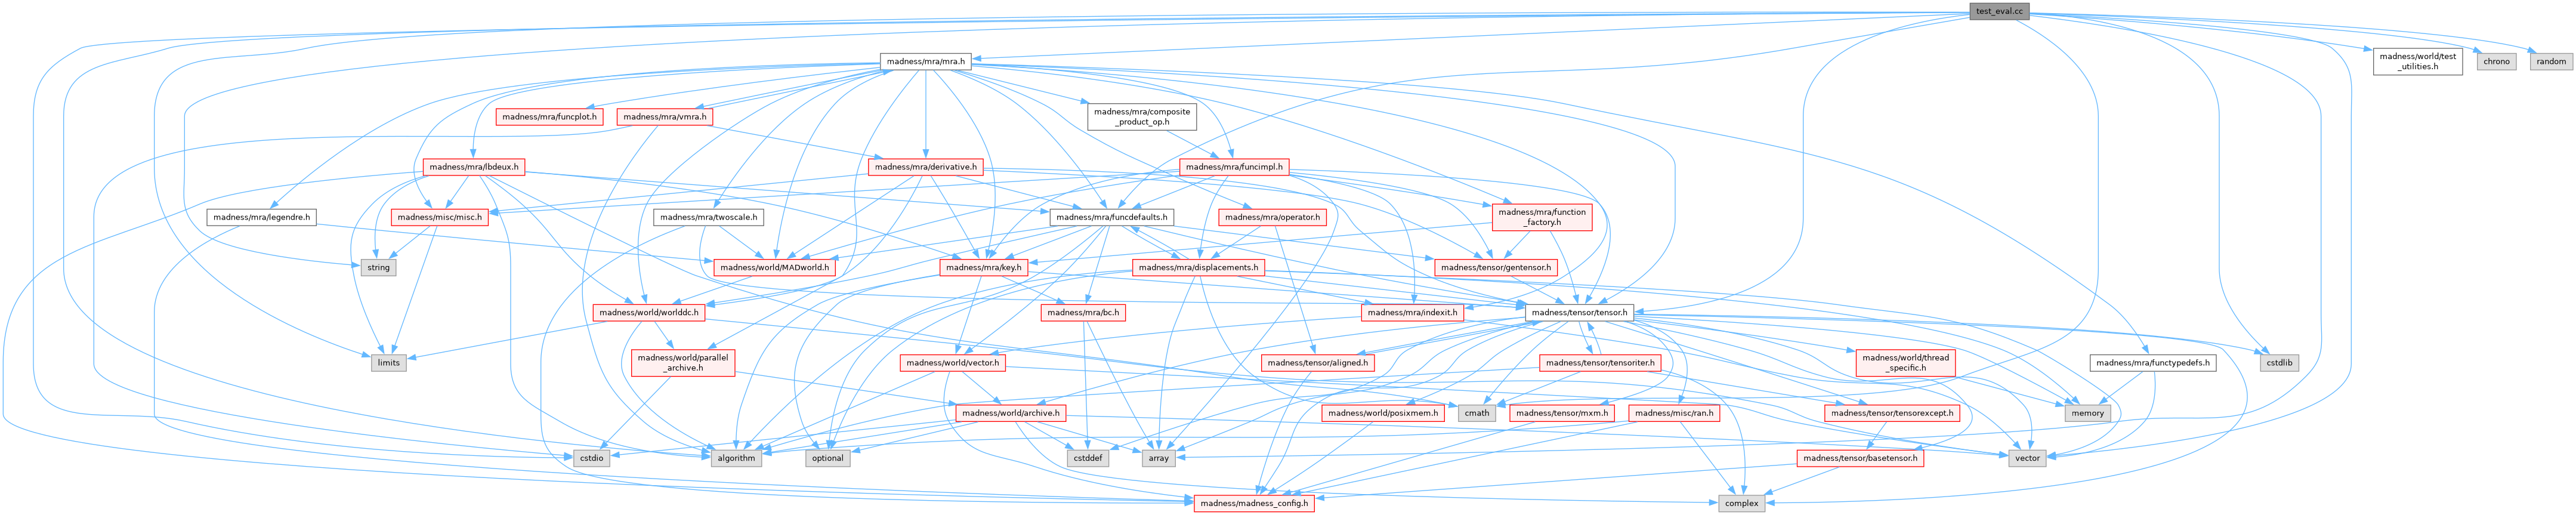 test_eval.cc
madness/mra/mra.h
madness/world/test
_utilities.h
chrono
random
madness/mra/funcplot.h
madness/mra/vmra.h
madness/mra/composite
_product_op.h
madness/mra/lbdeux.h
madness/mra/derivative.h
madness/mra/funcimpl.h
madness/mra/legendre.h
madness/misc/misc.h
madness/mra/twoscale.h
madness/mra/funcdefaults.h
madness/mra/operator.h
madness/mra/function
_factory.h
string
madness/world/MADworld.h
madness/mra/key.h
madness/mra/displacements.h
madness/tensor/gentensor.h
madness/world/worlddc.h
madness/mra/bc.h
madness/mra/indexit.h
madness/tensor/tensor.h
limits
madness/world/parallel
_archive.h
madness/world/vector.h
madness/tensor/aligned.h
madness/tensor/tensoriter.h
madness/world/thread
_specific.h
madness/mra/functypedefs.h
cstdlib
madness/world/archive.h
madness/world/posixmem.h
cmath
madness/tensor/mxm.h
madness/misc/ran.h
madness/tensor/tensorexcept.h
memory
cstdio
algorithm
optional
cstddef
array
madness/tensor/basetensor.h
vector
madness/madness_config.h
complex